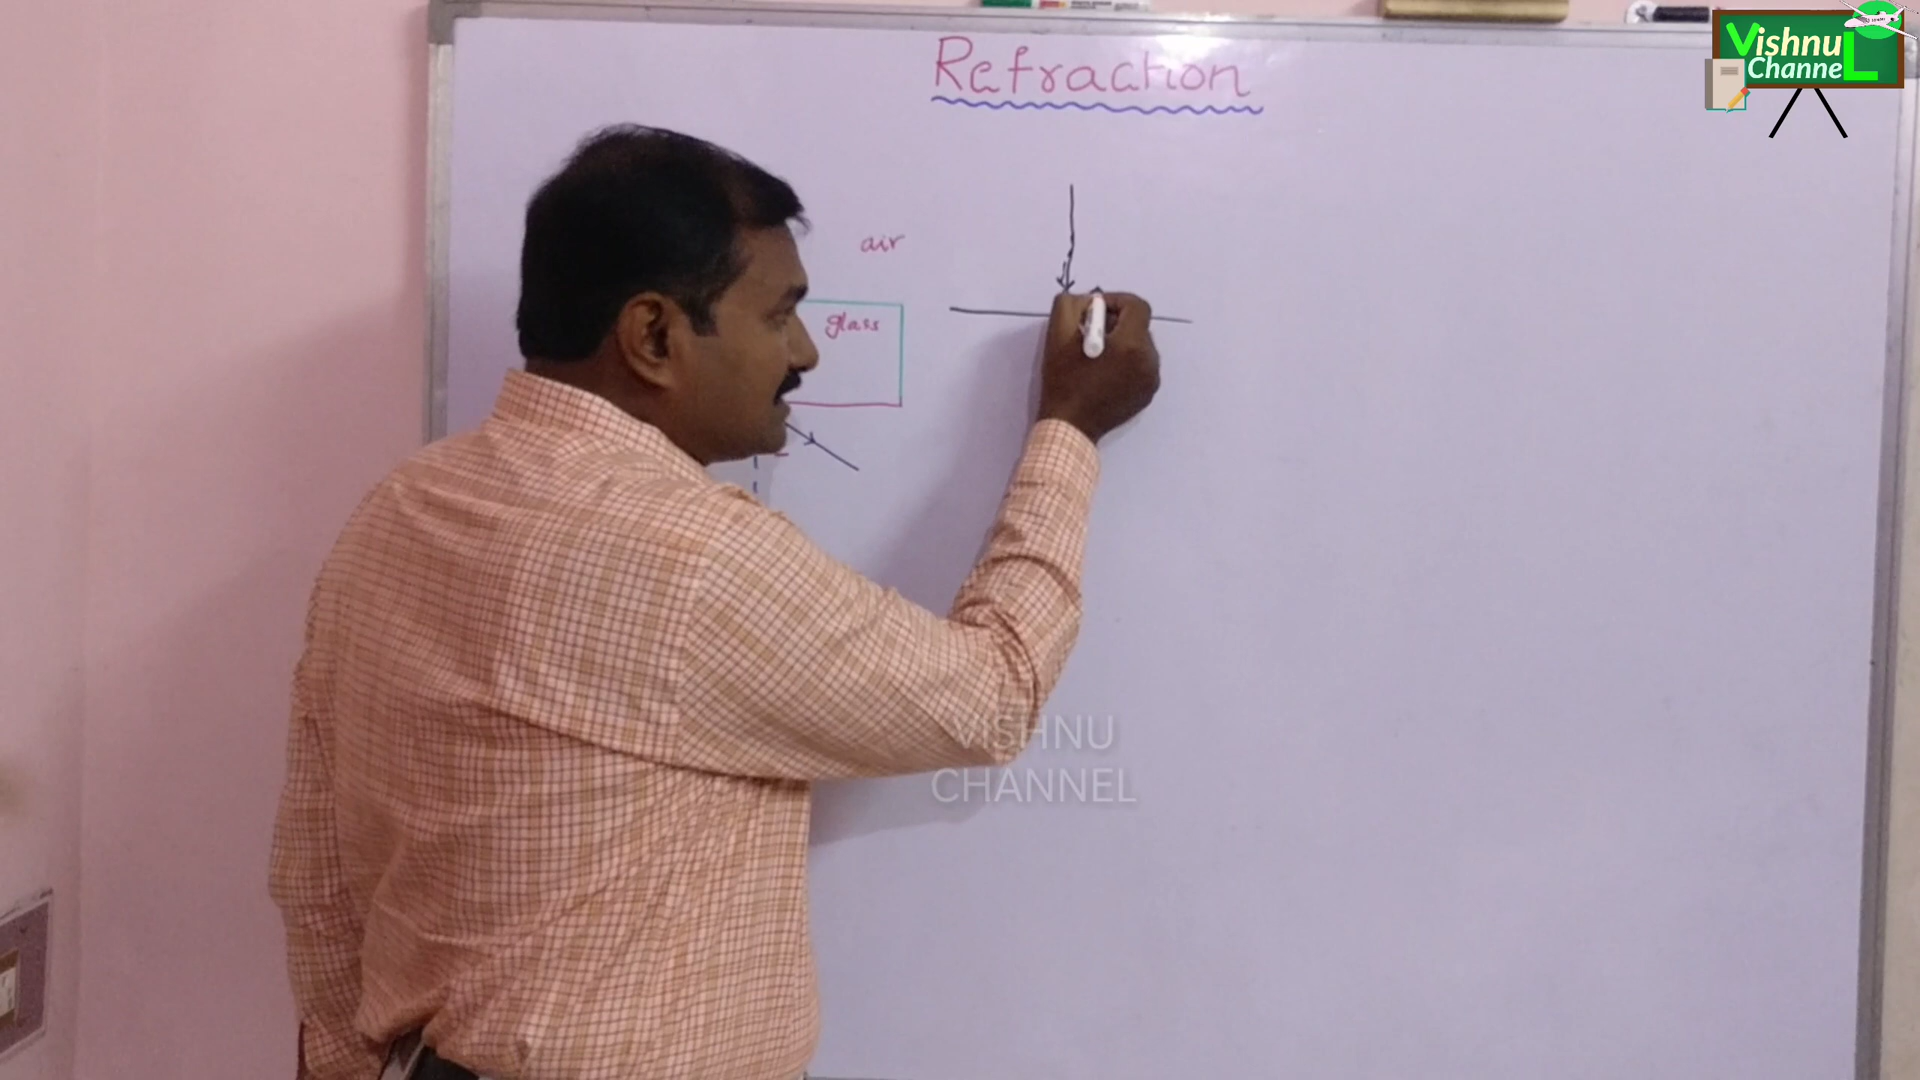 Refraction
Vishnu
ChanneL
air
glass
VISHNU
CHANNEL